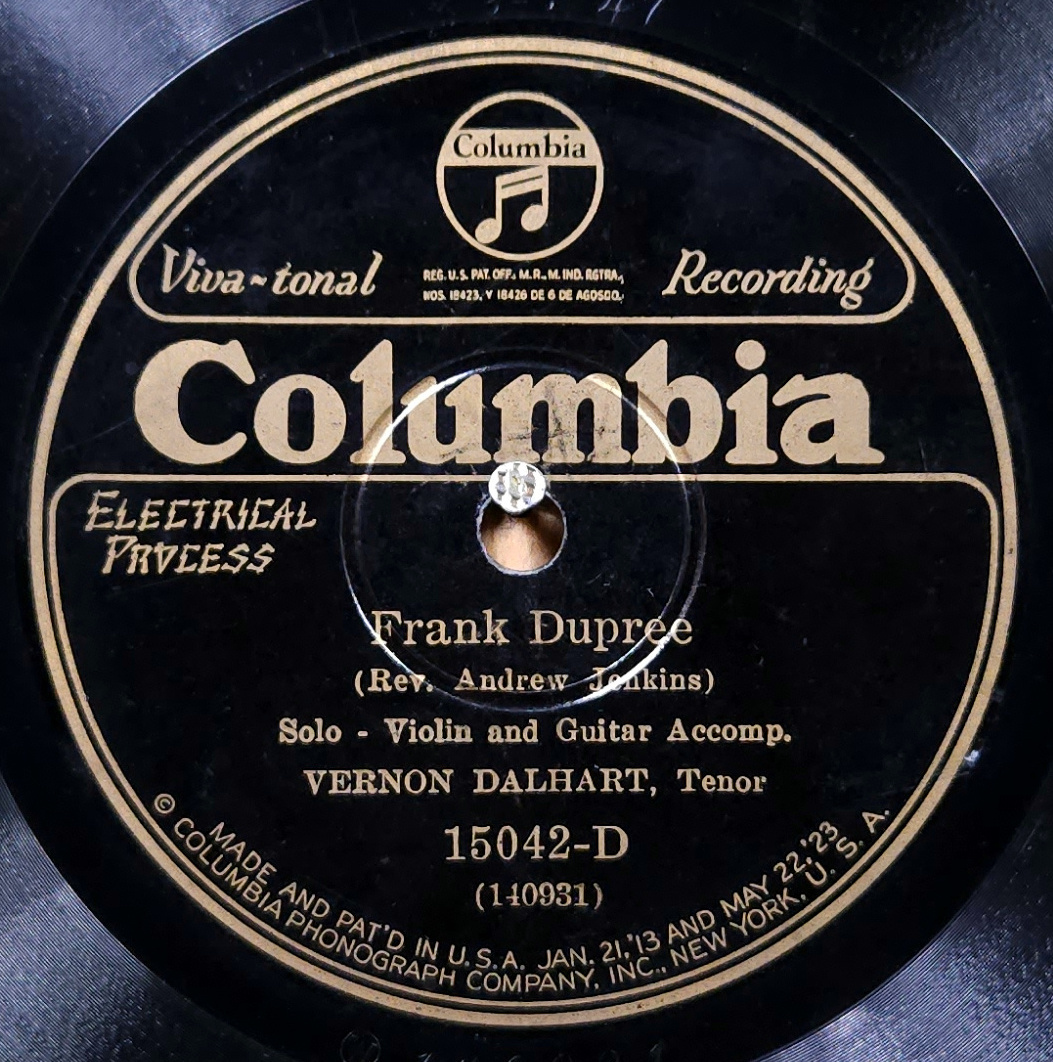 Columbia
Viva-tonal
REG. U.S. PAT. OFF. M.R.M. IND. RGTRA.
NOS. 18423, Y 18426 DE 6 DE AGOSDO.
Recording
Columbia
ELECTRICAL
PROCESS
Frank Dupree
(Rev. Andrew Jenkins)
Solo - Violin and Guitar Accomp.
VERNON DALHART, Tenor
15042-D
(140931)
MADE AND PAT'D IN U.S.A. JAN. 21,'13 AND MAY 22,'23
© COLUMBIA PHONOGRAPH COMPANY, INC., NEW YORK, U.S.A.